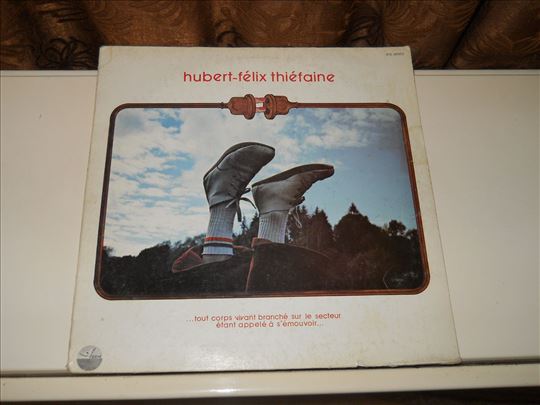 hubert-félix thiéfaine
...tout corps vivant branché sur le secteur
étant appelé à s'émouvoir...